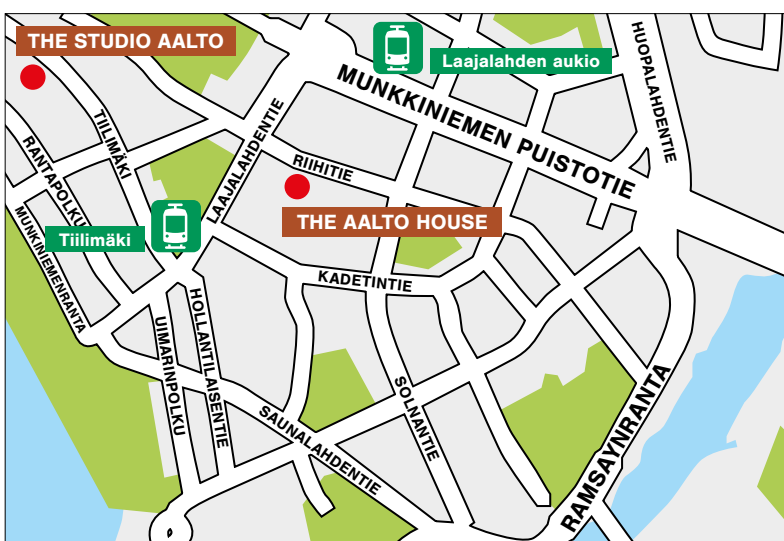 THE STUDIO AALTO
Laajalahden aukio
HUOPALAHDENTIE
MUNKKINIEMEN PUISTOTIE
TIILIMÄKI
LAAJALAHDENTIE
RANTAPOLKU
RIIHITIE
MUNKINIEMENRANTA
THE AALTO HOUSE
Tiilimäki
KADETINTIE
HOLLANTILAISENTIE
UIMARINPOLKU
SOLNANTIE
SAUNALAHDENTIE
RAMSAYNRANTA